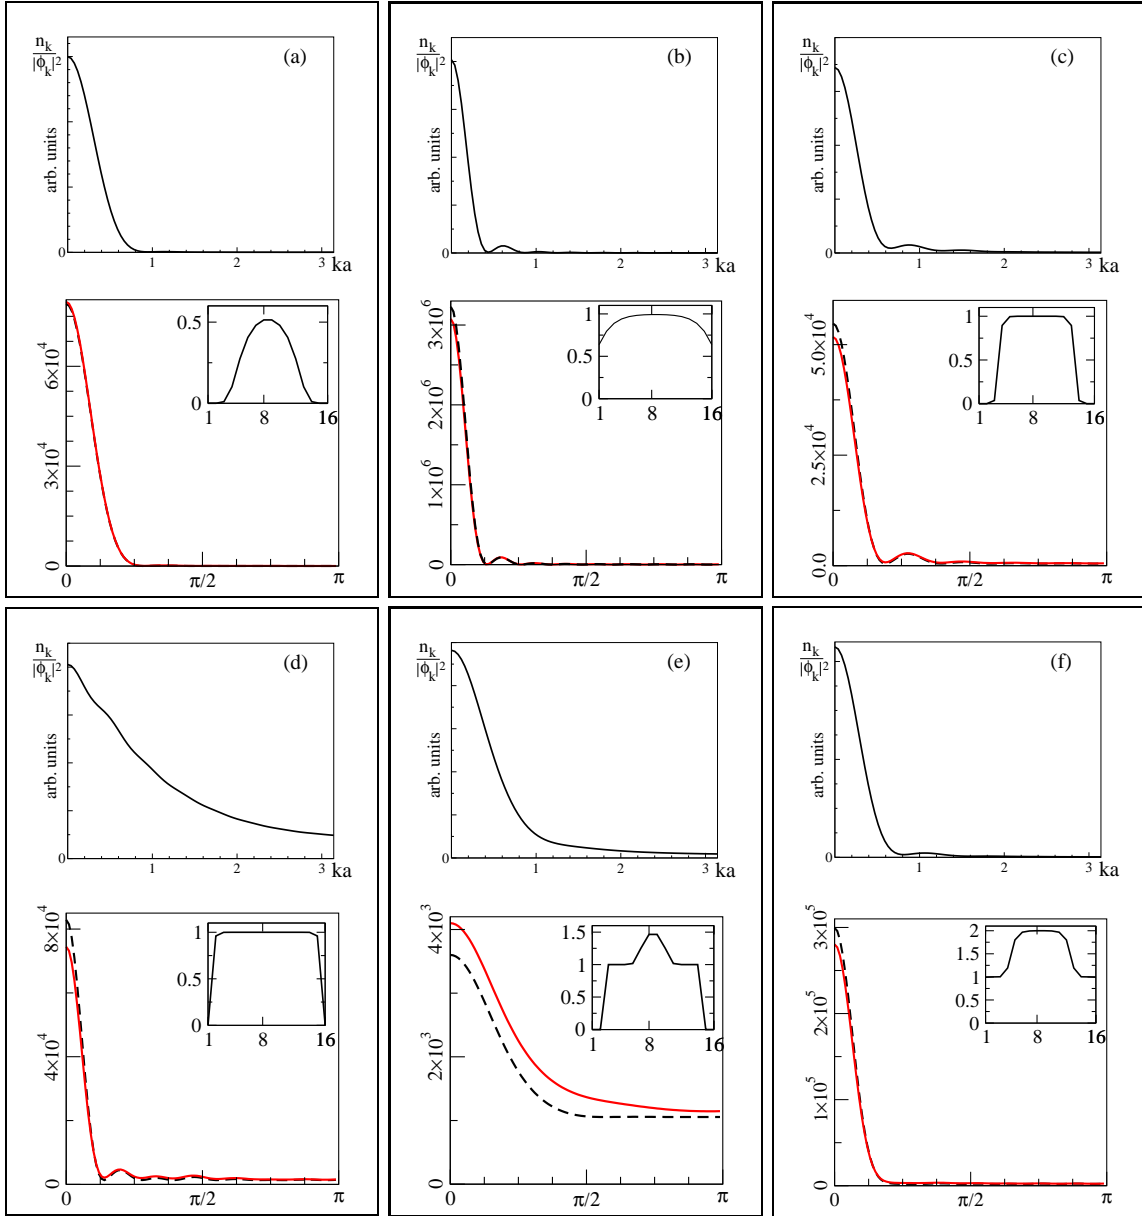 n_k
|ϕ_k|²
(a)
arb. units
0
1
2
3
ka
0.5
0
1
8
16
6×10⁴
3×10⁴
0
0
π/2
π
n_k
|ϕ_k|²
(b)
arb. units
0
1
2
3
ka
1
0.5
0
1
8
16
3×10⁶
2×10⁶
1×10⁶
0
0
π/2
π
n_k
|ϕ_k|²
(c)
arb. units
0
1
2
3
ka
1
0.5
0
1
8
16
5.0×10⁴
2.5×10⁴
0.0
0
π/2
π
n_k
|ϕ_k|²
(d)
arb. units
0
1
2
3
ka
1
0.5
0
1
8
16
8×10⁴
4×10⁴
0
0
π/2
π
n_k
|ϕ_k|²
(e)
arb. units
0
1
2
3
ka
1.5
1
0.5
0
1
8
16
4×10³
2×10³
0
0
π/2
π
n_k
|ϕ_k|²
(f)
arb. units
0
1
2
3
ka
2
1.5
1
0.5
0
1
8
16
3×10⁵
2×10⁵
1×10⁵
0
0
π/2
π